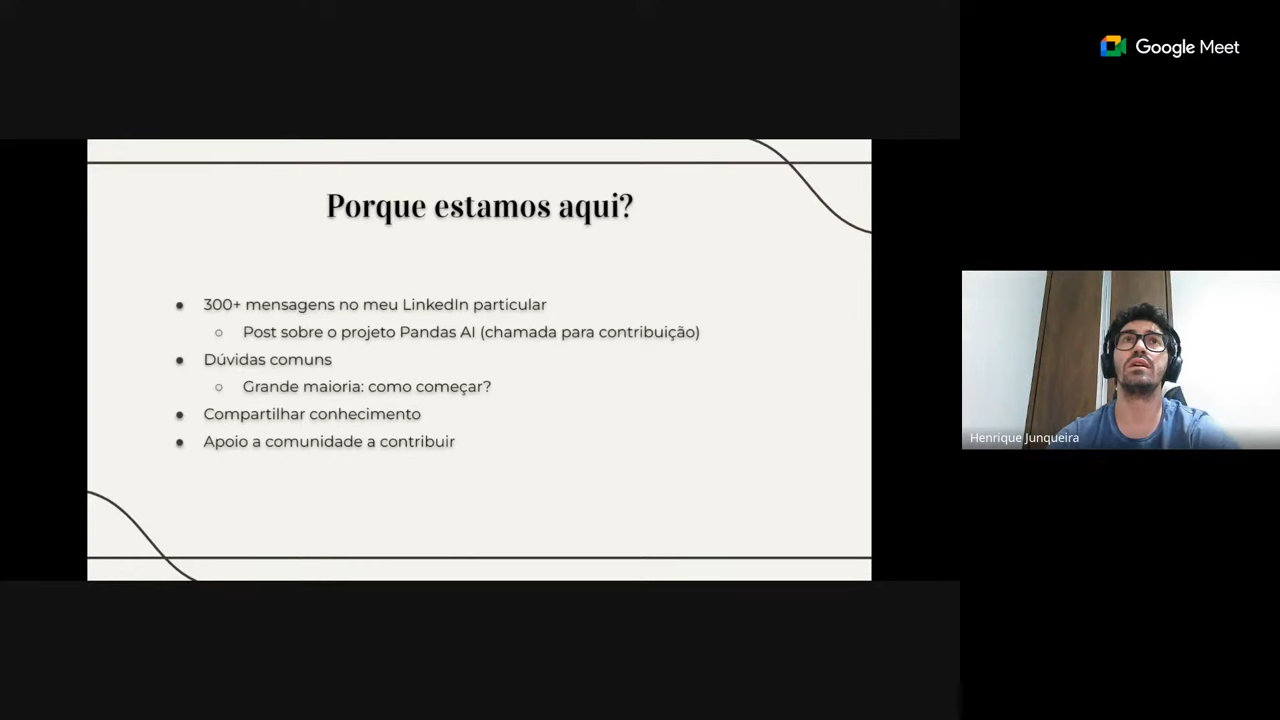 Google Meet
Porque estamos aqui?
● 300+ mensagens no meu LinkedIn particular
○ Post sobre o projeto Pandas AI (chamada para contribuição)
● Dúvidas comuns
○ Grande maioria: como começar?
● Compartilhar conhecimento
● Apoio a comunidade a contribuir
Henrique Junqueira